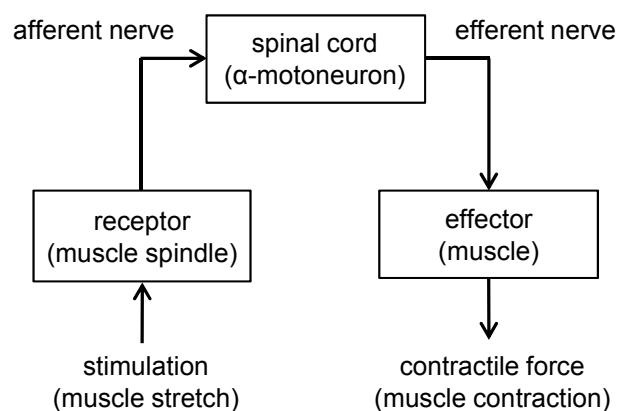 afferent nerve
spinal cord
(α-motoneuron)
efferent nerve
receptor
(muscle spindle)
effector
(muscle)
stimulation
(muscle stretch)
contractile force
(muscle contraction)